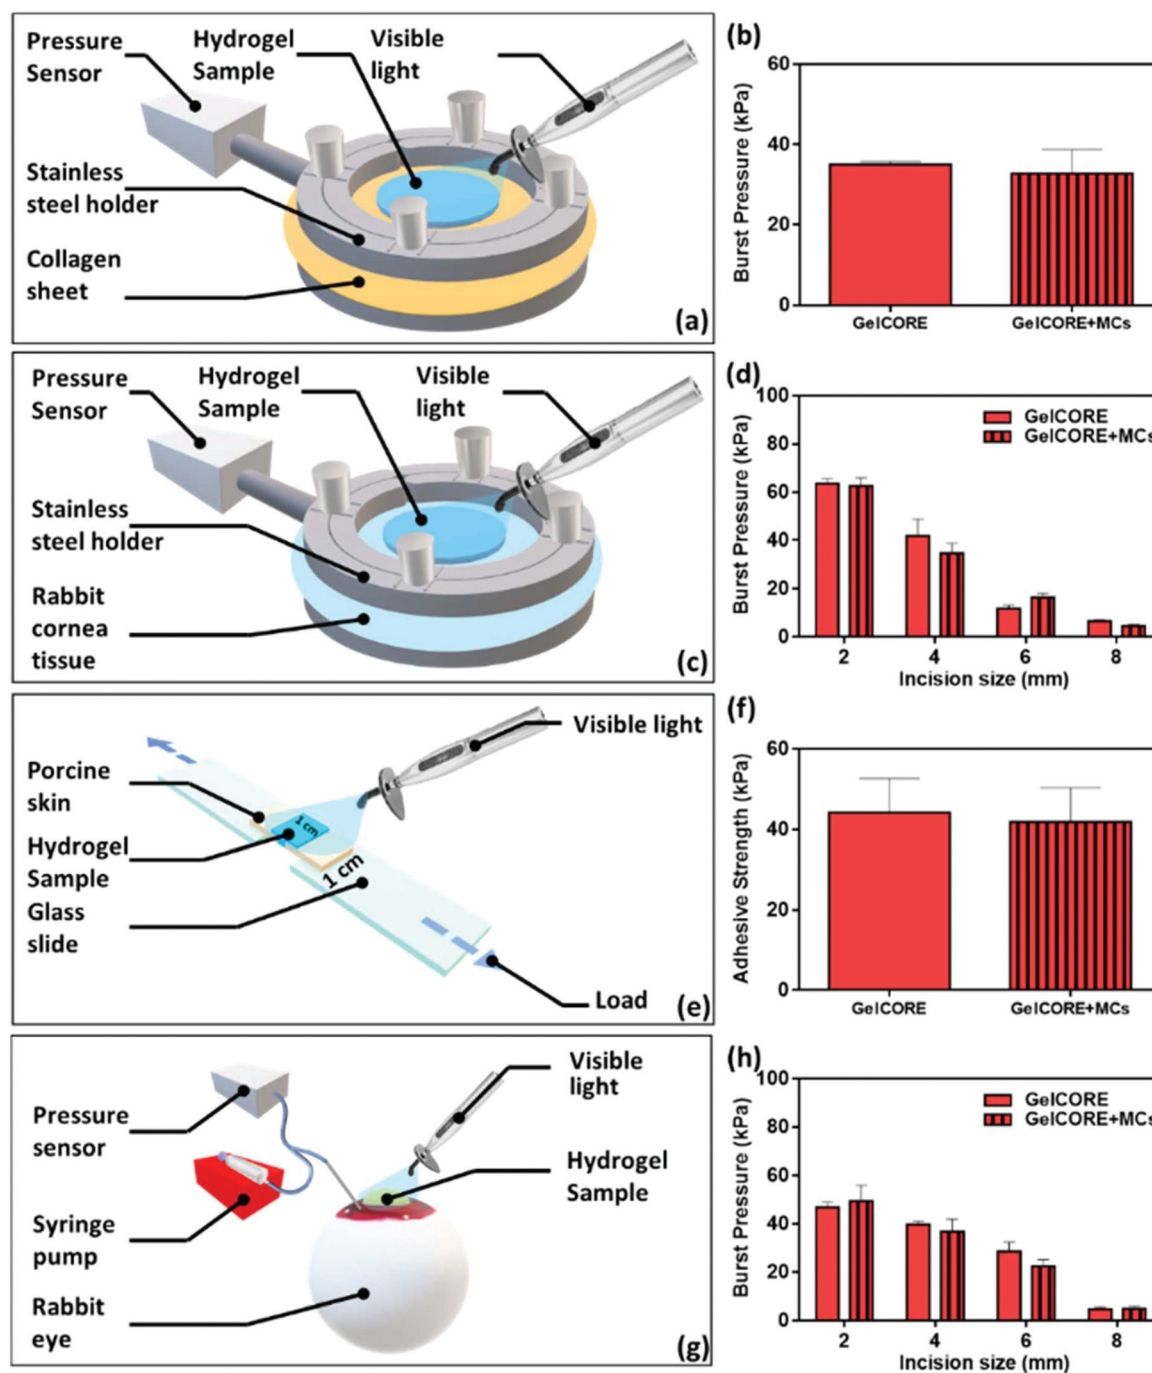 Pressure
Sensor
Hydrogel
Sample
Visible
light
Stainless
steel holder
Collagen
sheet
(a)
(b)
Burst Pressure (kPa)
60
40
20
0
GelCORE
GelCORE+MCs
Pressure
Sensor
Hydrogel
Sample
Visible
light
Stainless
steel holder
Rabbit
cornea
tissue
(c)
(d)
Burst Pressure (kPa)
100
80
60
40
20
0
GelCORE
GelCORE+MCs
2 4 6 8
Incision size (mm)
Visible light
Porcine
skin
1 cm
Hydrogel
Sample
1 cm
Glass
slide
Load
(e)
(f)
Adhesive Strength (kPa)
60
40
20
0
GelCORE
GelCORE+MCs
Visible
light
Pressure
sensor
Hydrogel
Sample
Syringe
pump
Rabbit
eye
(g)
(h)
Burst Pressure (kPa)
100
80
60
40
20
0
GelCORE
GelCORE+MCs
2 4 6 8
Incision size (mm)